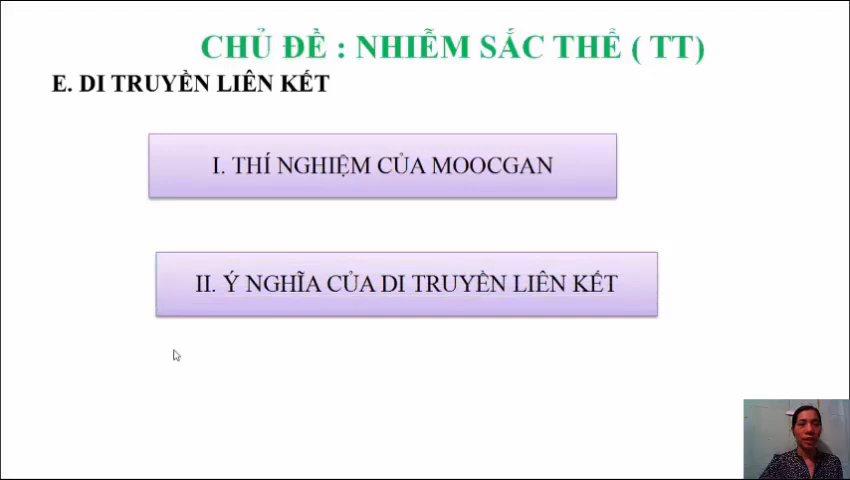 CHỦ ĐỀ : NHIỄM SẮC THỂ ( TT)
E. DI TRUYỀN LIÊN KẾT
I. THÍ NGHIỆM CỦA MOOCGAN
II. Ý NGHĨA CỦA DI TRUYỀN LIÊN KẾT